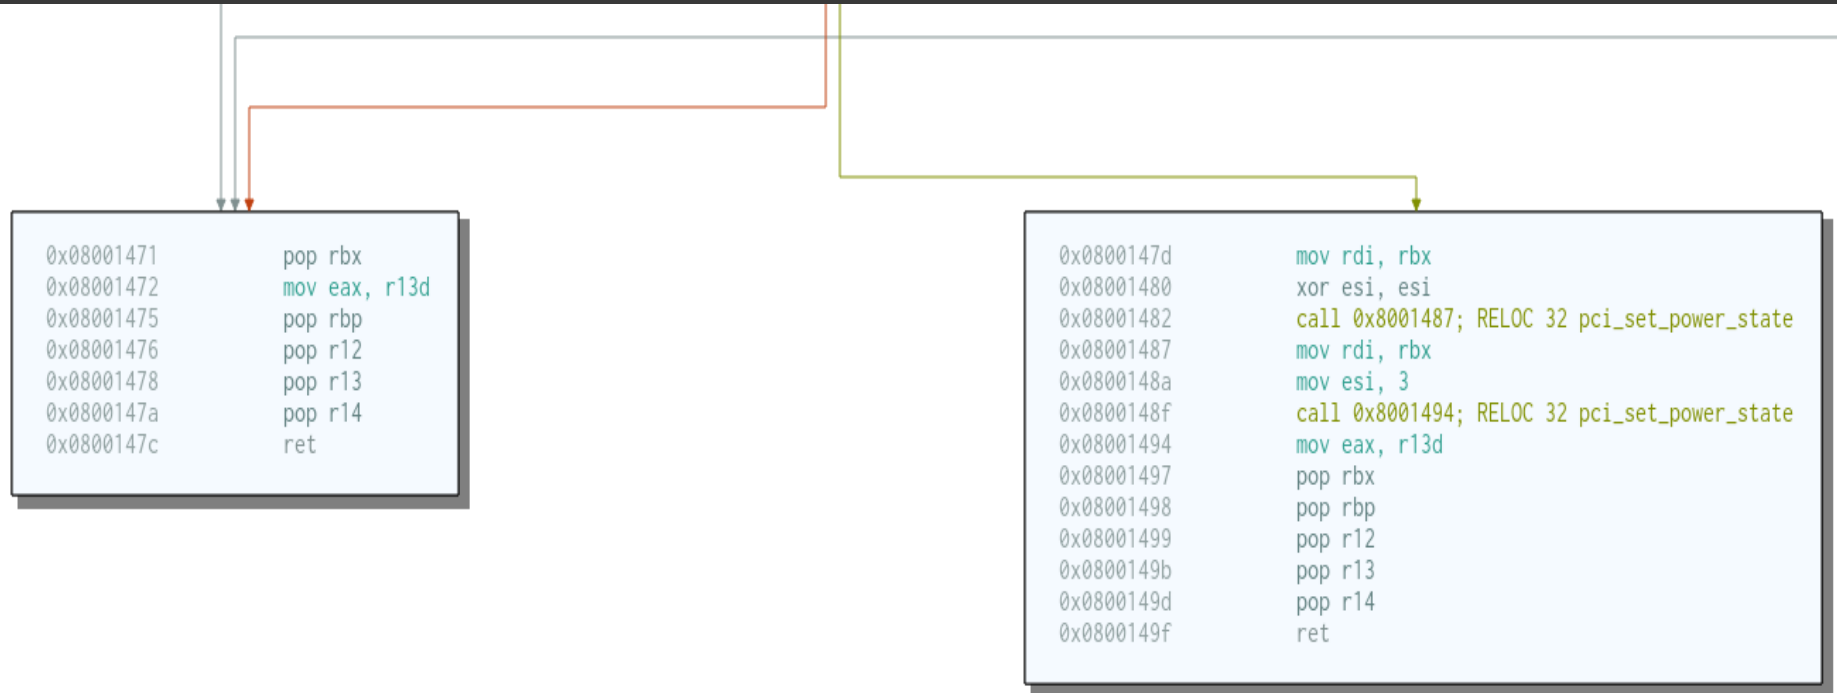 0x08001471 pop rbx
0x08001472 mov eax, r13d
0x08001475 pop rbp
0x08001476 pop r12
0x08001478 pop r13
0x0800147a pop r14
0x0800147c ret
0x0800147d mov rdi, rbx
0x08001480 xor esi, esi
0x08001482 call 0x8001487; RELOC 32 pci_set_power_state
0x08001487 mov rdi, rbx
0x0800148a mov esi, 3
0x0800148f call 0x8001494; RELOC 32 pci_set_power_state
0x08001494 mov eax, r13d
0x08001497 pop rbx
0x08001498 pop rbp
0x08001499 pop r12
0x0800149b pop r13
0x0800149d pop r14
0x0800149f ret